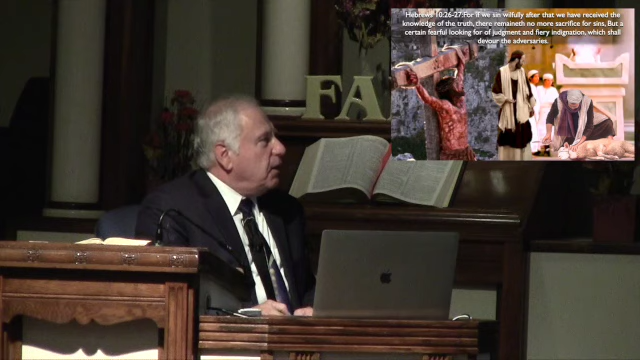 Hebrews 10:26-27:For if we sin wilfully after that we have received the
knowledge of the truth, there remaineth no more sacrifice for sins, But a
certain fearful looking for of judgment and fiery indignation, which shall
devour the adversaries.
FA